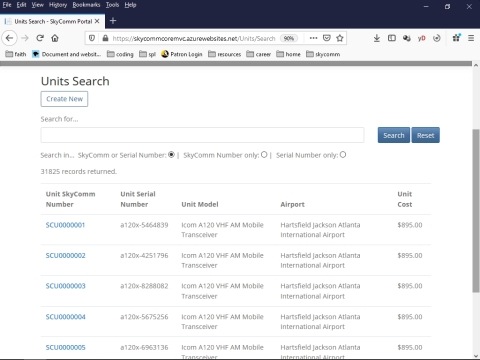 File Edit View History Bookmarks Tools Help
Units Search - SkyComm Portal
https://skycommcoremvc.azurewebsites.net/Units/Search 90%
faith Document and websit... coding spl Patron Login resources career home skycomm
Units Search
Create New
Search for...
Search Reset
Search in... SkyComm or Serial Number: | SkyComm Number only: | Serial Number only:
31825 records returned.
Unit SkyComm Number Unit Serial Number Unit Model Airport Unit Cost
SCU0000001 a120x-5464839 Icom A120 VHF AM Mobile Transceiver Hartsfield Jackson Atlanta International Airport $895.00
SCU0000002 a120x-4251796 Icom A120 VHF AM Mobile Transceiver Hartsfield Jackson Atlanta International Airport $895.00
SCU0000003 a120x-8288082 Icom A120 VHF AM Mobile Transceiver Hartsfield Jackson Atlanta International Airport $895.00
SCU0000004 a120x-5675256 Icom A120 VHF AM Mobile Transceiver Hartsfield Jackson Atlanta International Airport $895.00
SCU0000005 a120x-6963136 Icom A120 VHF AM Mobile Hartsfield Jackson Atlanta $895.00